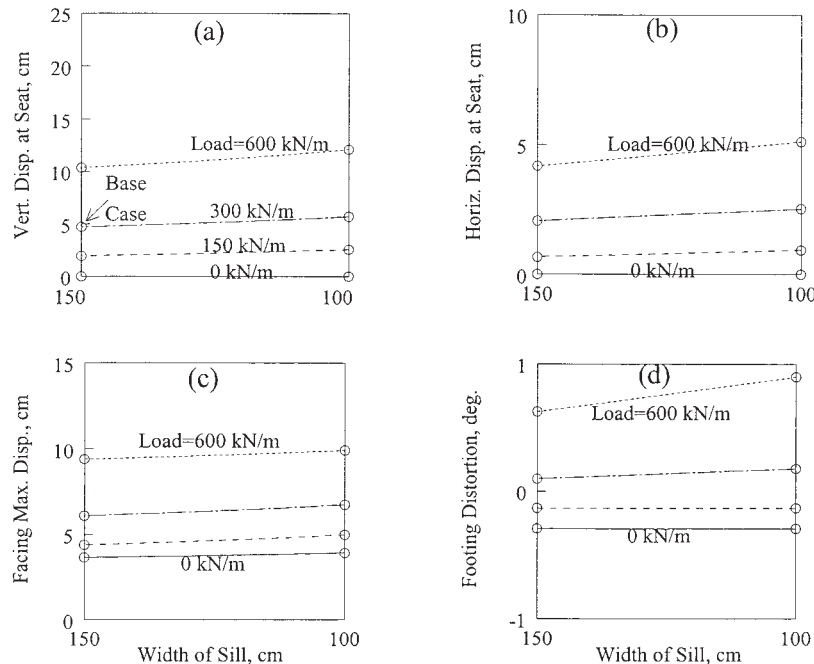 (a)
Vert. Disp. at Seat, cm
25
20
15
10
5
0
Load=600 kN/m
Base
Case
300 kN/m
150 kN/m
0 kN/m
150
100
(b)
Horiz. Disp. at Seat, cm
10
5
0
Load=600 kN/m
0 kN/m
150
100
(c)
Facing Max. Disp., cm
15
10
5
0
Load=600 kN/m
0 kN/m
150
100
Width of Sill, cm
(d)
Footing Distortion, deg.
1
0
-1
Load=600 kN/m
0 kN/m
150
100
Width of Sill, cm